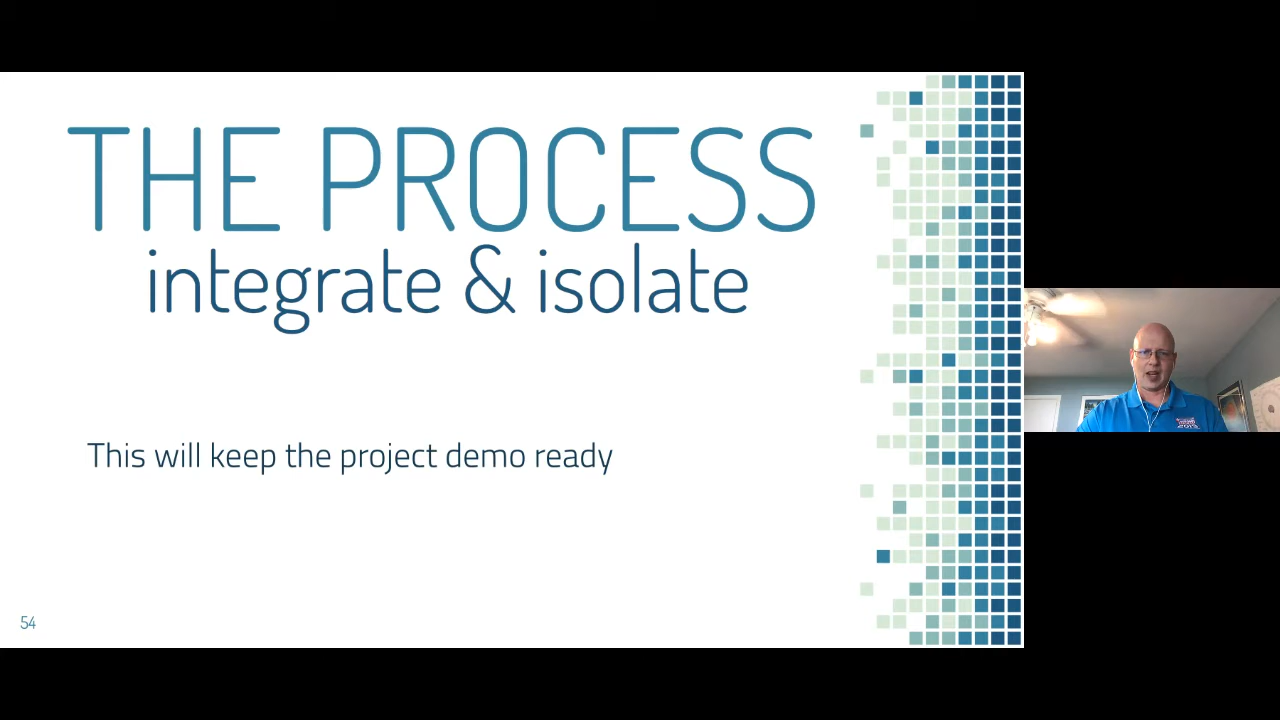 THE PROCESS
integrate & isolate
This will keep the project demo ready
54